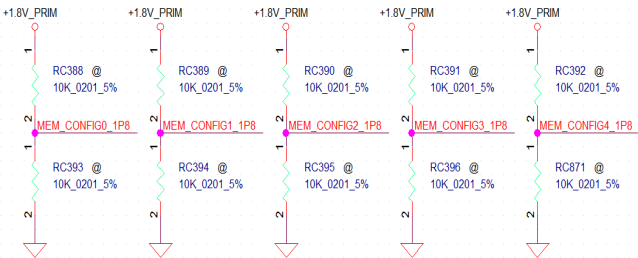 +1.8V_PRIM +1.8V_PRIM +1.8V_PRIM +1.8V_PRIM +1.8V_PRIM
1 1 1 1 1
RC388 @ RC389 @ RC390 @ RC391 @ RC392 @
10K_0201_5% 10K_0201_5% 10K_0201_5% 10K_0201_5% 10K_0201_5%
2 2 2 2 2
MEM_CONFIG0_1P8 MEM_CONFIG1_1P8 MEM_CONFIG2_1P8 MEM_CONFIG3_1P8 MEM_CONFIG4_1P8
1 1 1 1 1
RC393 @ RC394 @ RC395 @ RC396 @ RC871 @
10K_0201_5% 10K_0201_5% 10K_0201_5% 10K_0201_5% 10K_0201_5%
2 2 2 2 2